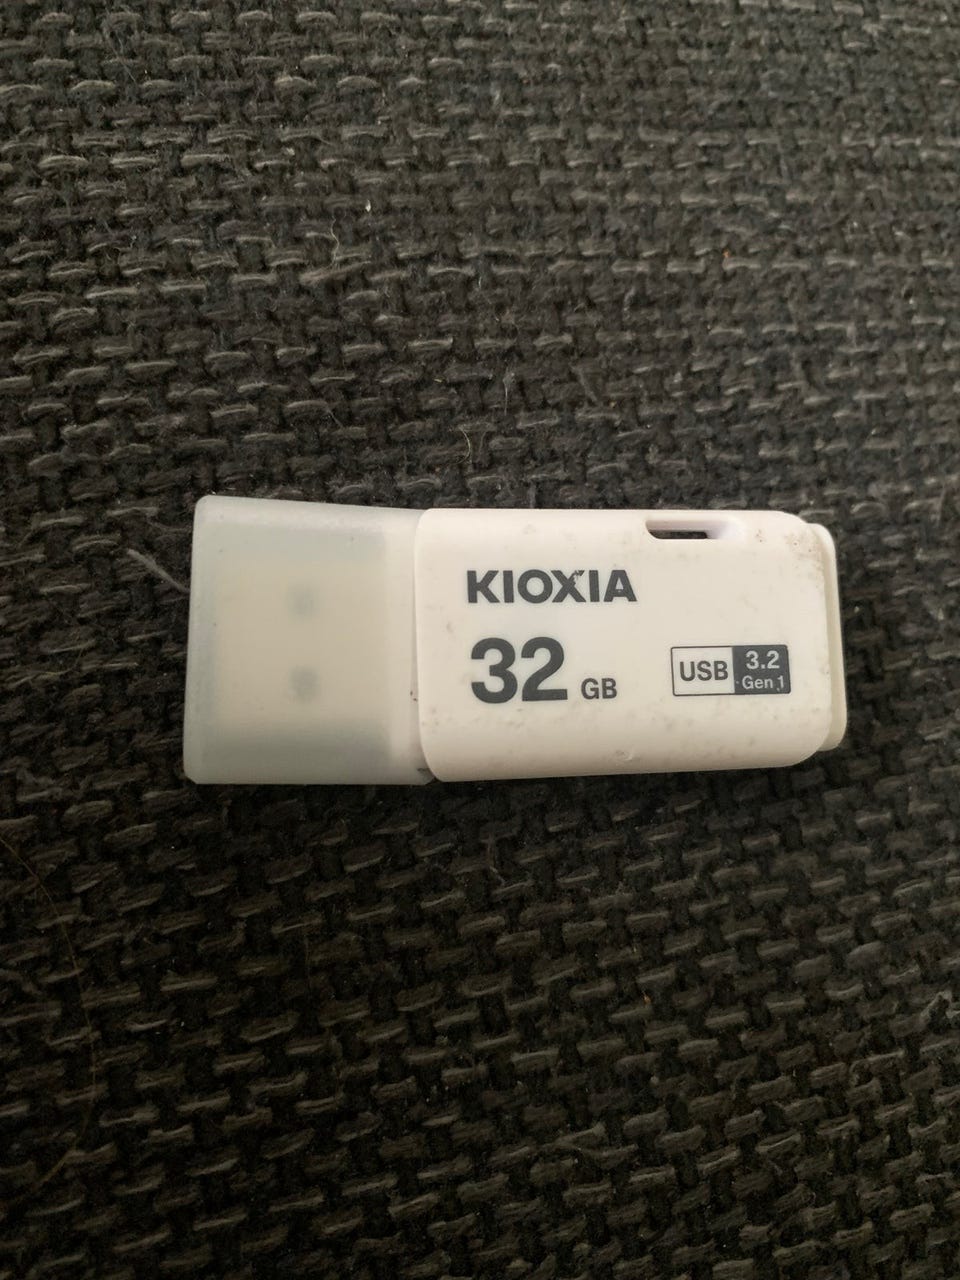 KIOXIA
32 GB
USB 3.2
Gen 1